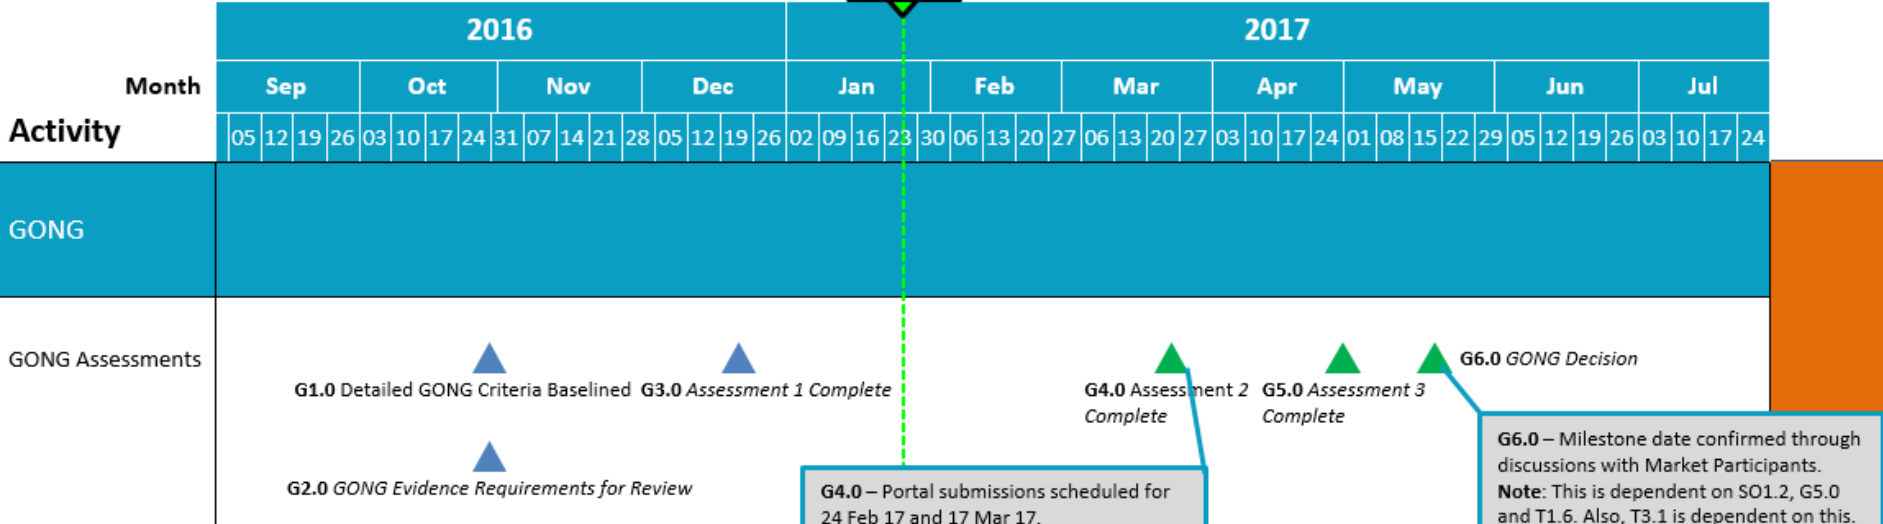 2016 2017
Month Sep Oct Nov Dec Jan Feb Mar Apr May Jun Jul
Activity 05 12 19 26 03 10 17 24 31 07 14 21 28 05 12 19 26 02 09 16 23 30 06 13 20 27 06 13 20 27 03 10 17 24 01 08 15 22 29 05 12 19 26 03 10 17 24
GONG
GONG Assessments
G1.0 Detailed GONG Criteria Baselined
G3.0 Assessment 1 Complete
G4.0 Assessment 2
Complete
G5.0 Assessment 3
Complete
G6.0 GONG Decision
G2.0 GONG Evidence Requirements for Review
G4.0 – Portal submissions scheduled for
24 Feb 17 and 17 Mar 17.
G6.0 – Milestone date confirmed through
discussions with Market Participants.
Note: This is dependent on SO1.2, G5.0
and T1.6. Also, T3.1 is dependent on this.